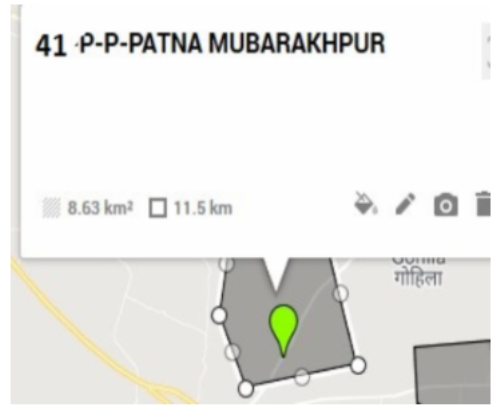 41 P-P-PATNA MUBARAKHPUR
8.63 km² 11.5 km
Gohila
गोहिला